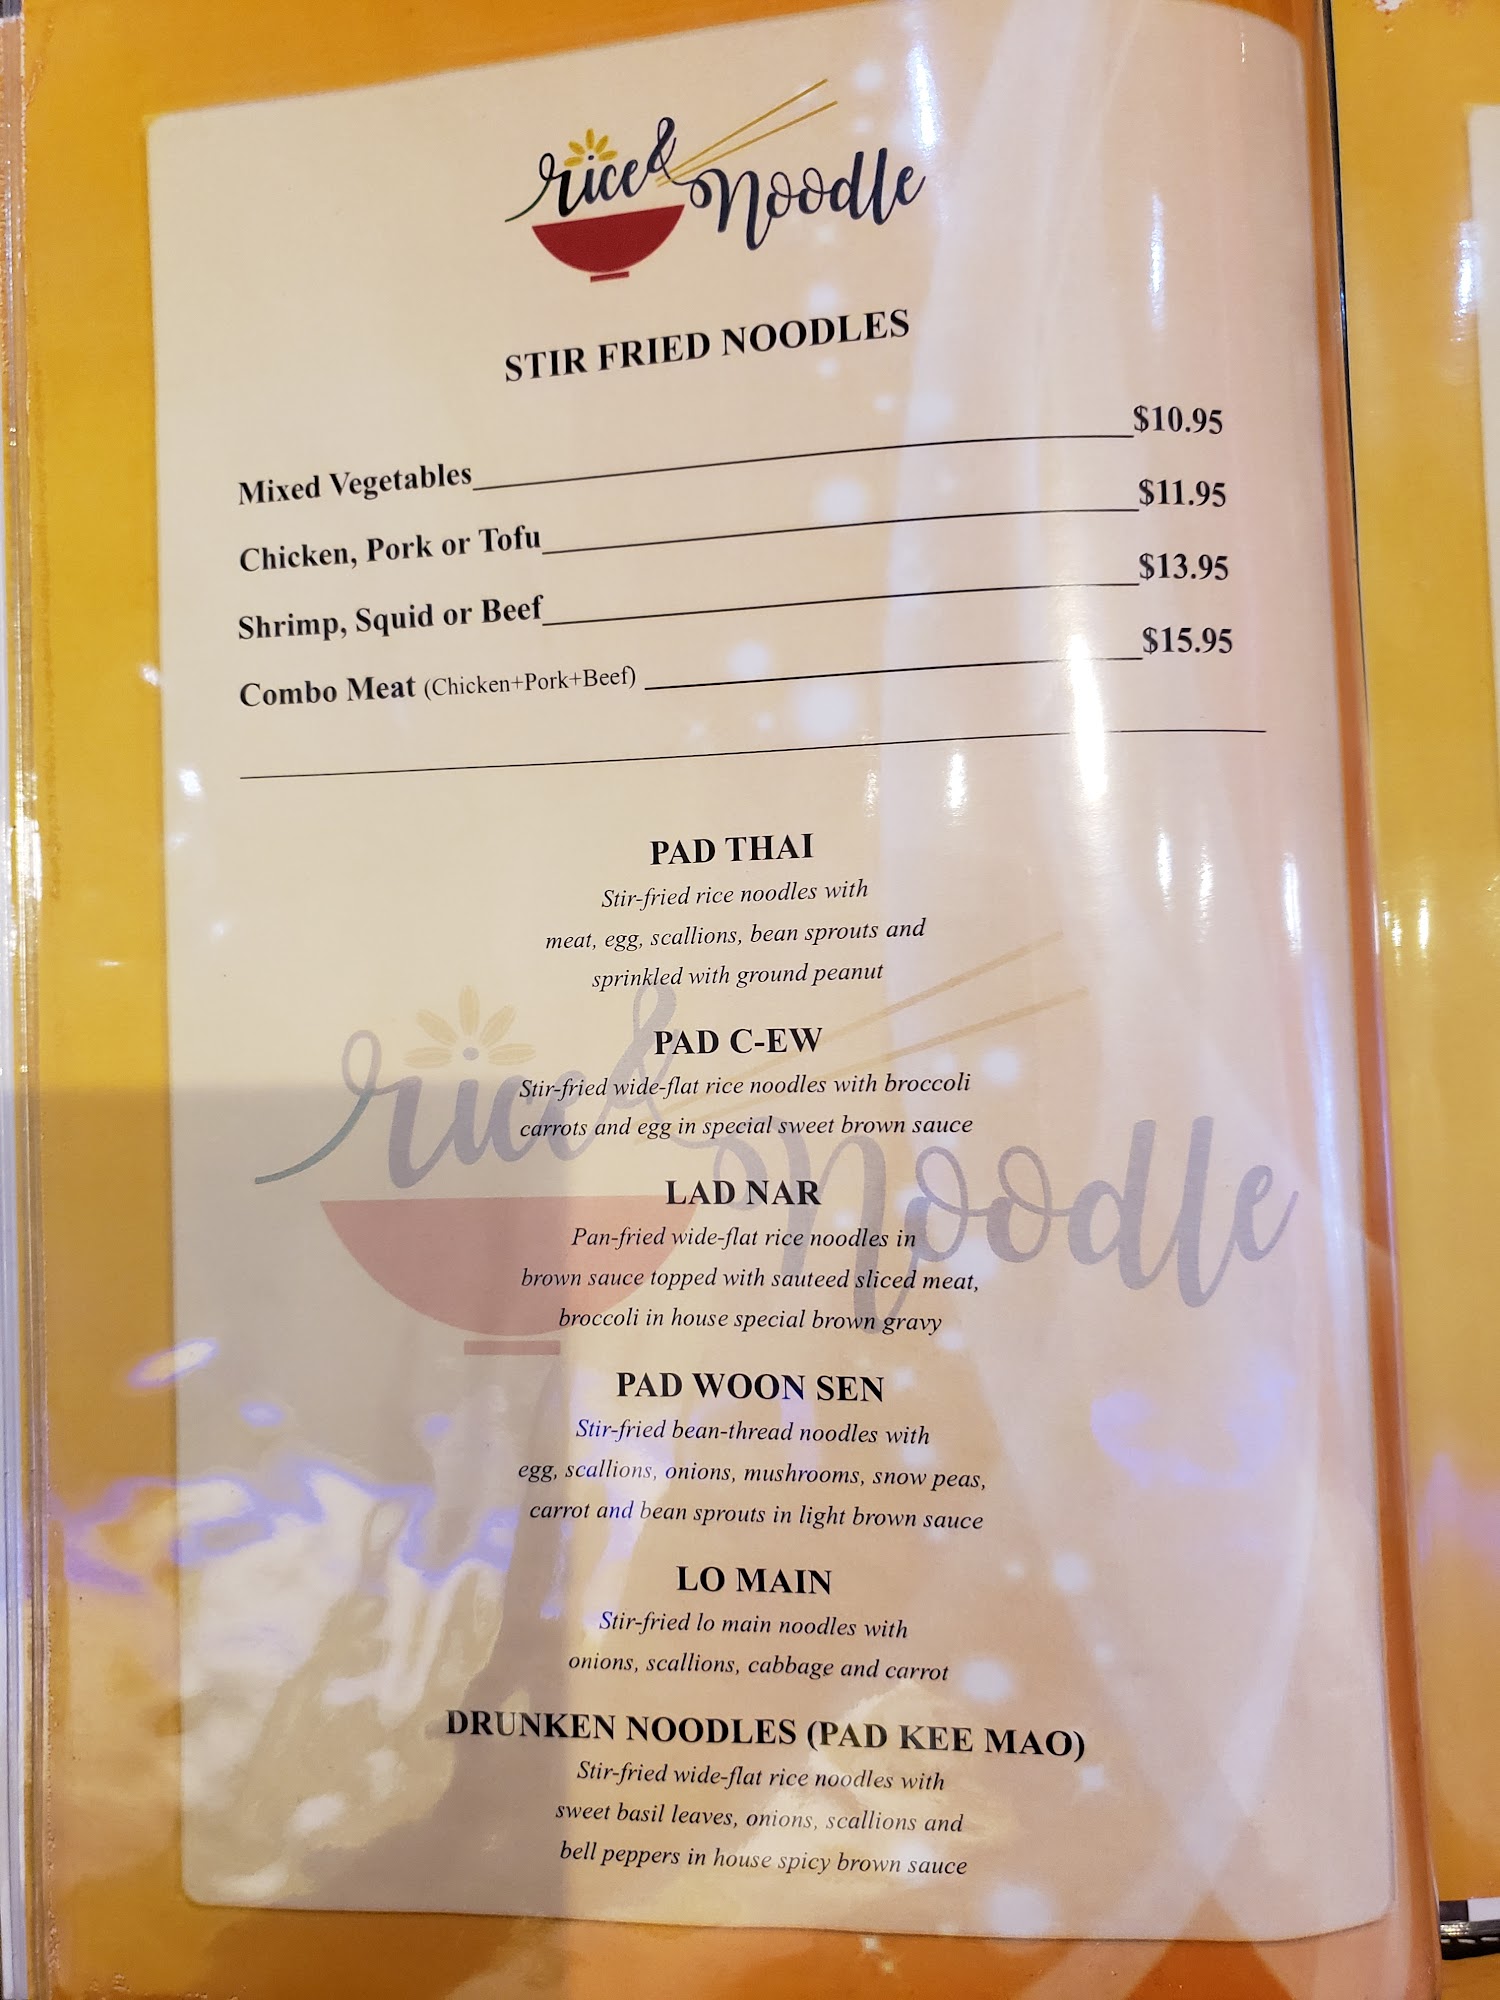 rice & noodle
STIR FRIED NOODLES
Mixed Vegetables $10.95
Chicken, Pork or Tofu $11.95
Shrimp, Squid or Beef $13.95
Combo Meat (Chicken+Pork+Beef) $15.95
PAD THAI
Stir-fried rice noodles with
meat, egg, scallions, bean sprouts and
sprinkled with ground peanut
PAD C-EW
Stir-fried wide-flat rice noodles with broccoli
carrots and egg in special sweet brown sauce
rice & noodle
LAD NAR
Pan-fried wide-flat rice noodles in
brown sauce topped with sauteed sliced meat,
broccoli in house special brown gravy
PAD WOON SEN
Stir-fried bean-thread noodles with
egg, scallions, onions, mushrooms, snow peas,
carrot and bean sprouts in light brown sauce
LO MAIN
Stir-fried lo main noodles with
onions, scallions, cabbage and carrot
DRUNKEN NOODLES (PAD KEE MAO)
Stir-fried wide-flat rice noodles with
sweet basil leaves, onions, scallions and
bell peppers in house spicy brown sauce